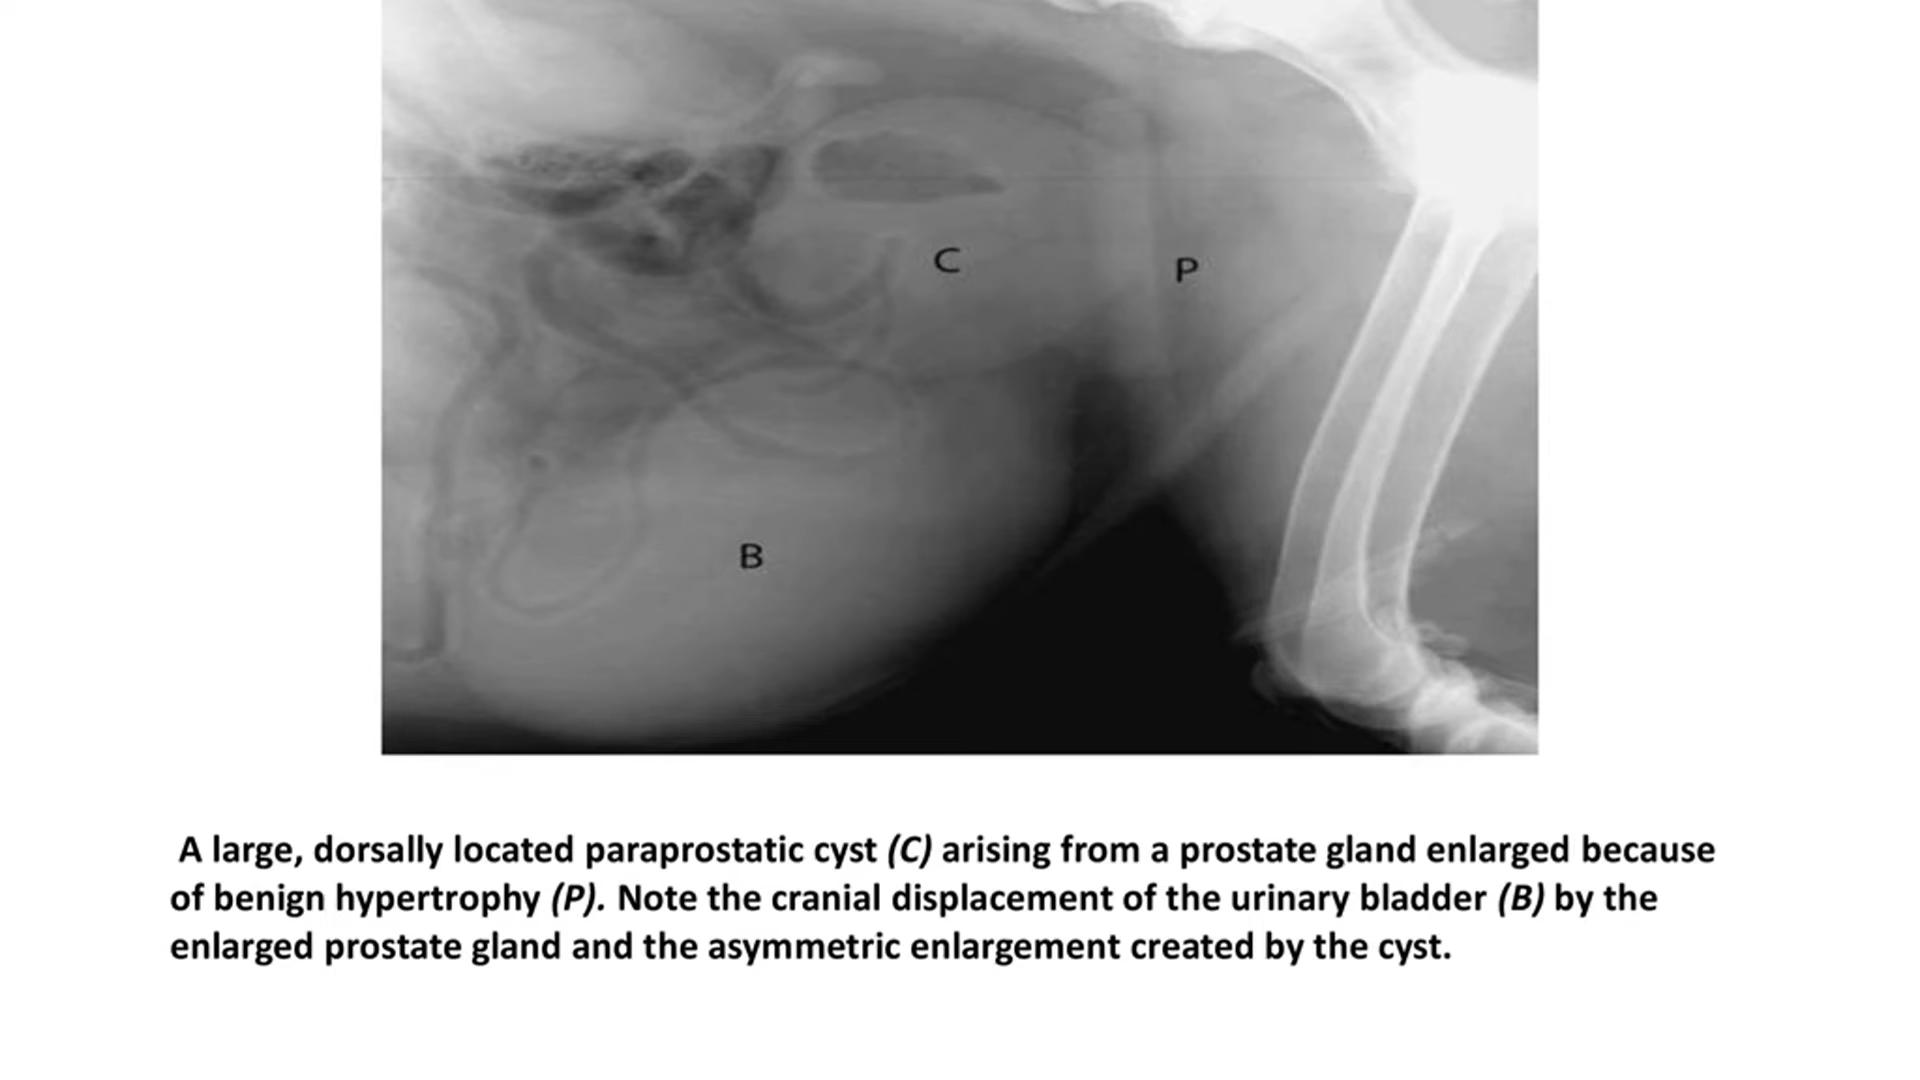 C
P
B
A large, dorsally located paraprostatic cyst (C) arising from a prostate gland enlarged because
of benign hypertrophy (P). Note the cranial displacement of the urinary bladder (B) by the
enlarged prostate gland and the asymmetric enlargement created by the cyst.